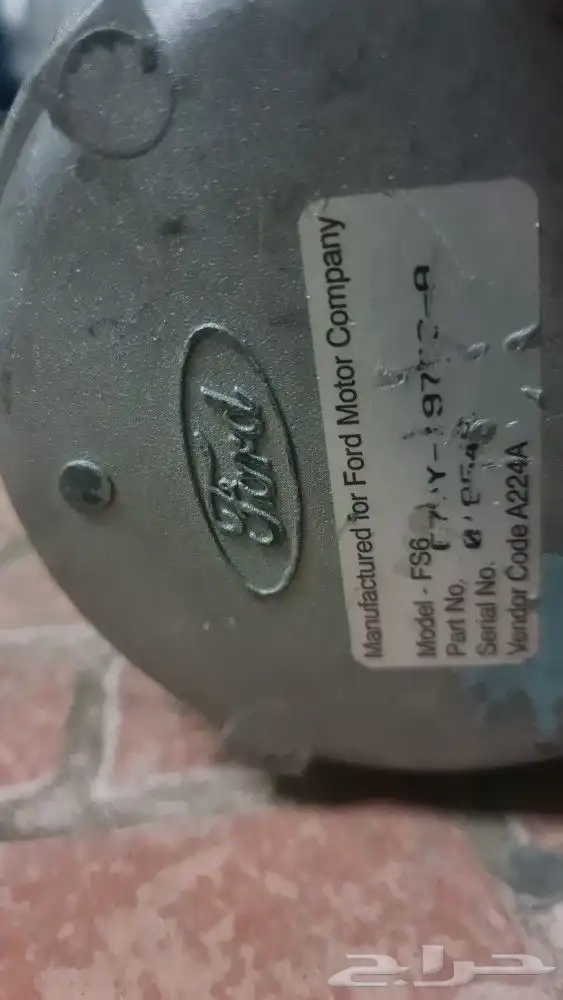 Ford
Manufactured for Ford Motor Company
Model - FS6
Part No.
Serial No.
Vendor Code A224A
حراج